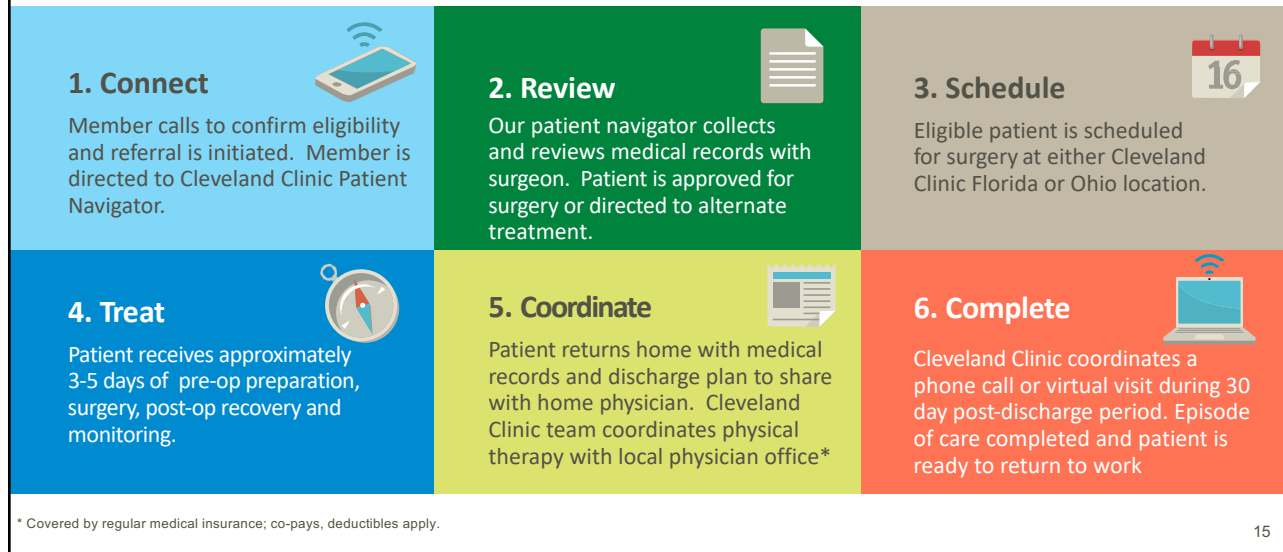 1. Connect
Member calls to confirm eligibility
and referral is initiated.  Member is
directed to Cleveland Clinic Patient
Navigator.
2. Review
Our patient navigator collects
and reviews medical records with
surgeon.  Patient is approved for
surgery or directed to alternate
treatment.
16
3. Schedule
Eligible patient is scheduled
for surgery at either Cleveland
Clinic Florida or Ohio location.
4. Treat
Patient receives approximately
3-5 days of  pre-op preparation,
surgery, post-op recovery and
monitoring.
5. Coordinate
Patient returns home with medical
records and discharge plan to share
with home physician.  Cleveland
Clinic team coordinates physical
therapy with local physician office*
6. Complete
Cleveland Clinic coordinates a
phone call or virtual visit during 30
day post-discharge period. Episode
of care completed and patient is
ready to return to work
* Covered by regular medical insurance; co-pays, deductibles apply.
15